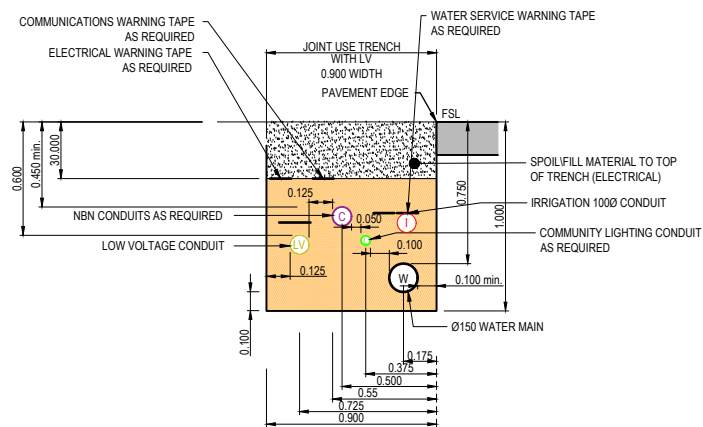 COMMUNICATIONS WARNING TAPE
AS REQUIRED
ELECTRICAL WARNING TAPE
AS REQUIRED
JOINT USE TRENCH
WITH LV
0.900 WIDTH
PAVEMENT EDGE
WATER SERVICE WARNING TAPE
AS REQUIRED
FSL
0.600
0.450 min.
30.000
0.750
1.000
SPOIL/FILL MATERIAL TO TOP
OF TRENCH (ELECTRICAL)
0.125
NBN CONDUITS AS REQUIRED
C
0.050
I
IRRIGATION 100Ø CONDUIT
LOW VOLTAGE CONDUIT
LV
0.100
COMMUNITY LIGHTING CONDUIT
AS REQUIRED
0.125
W
0.100 min.
0.100
Ø150 WATER MAIN
0.175
0.375
0.500
0.55
0.725
0.900